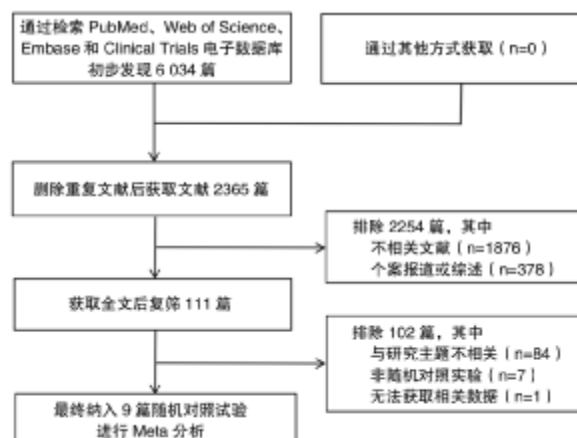 通过检索 PubMed、Web of Science、
Embase 和 Clinical Trials 电子数据库
初步发现 6 034 篇
通过其他方式获取（n=0）
删除重复文献后获取文献 2365 篇
排除 2254 篇，其中
不相关文献（n=1876）
个案报道或综述（n=378）
获取全文后复筛 111 篇
排除 102 篇，其中
与研究主题不相关（n=84）
非随机对照实验（n=7）
无法获取相关数据（n=1）
最终纳入 9 篇随机对照试验
进行 Meta 分析